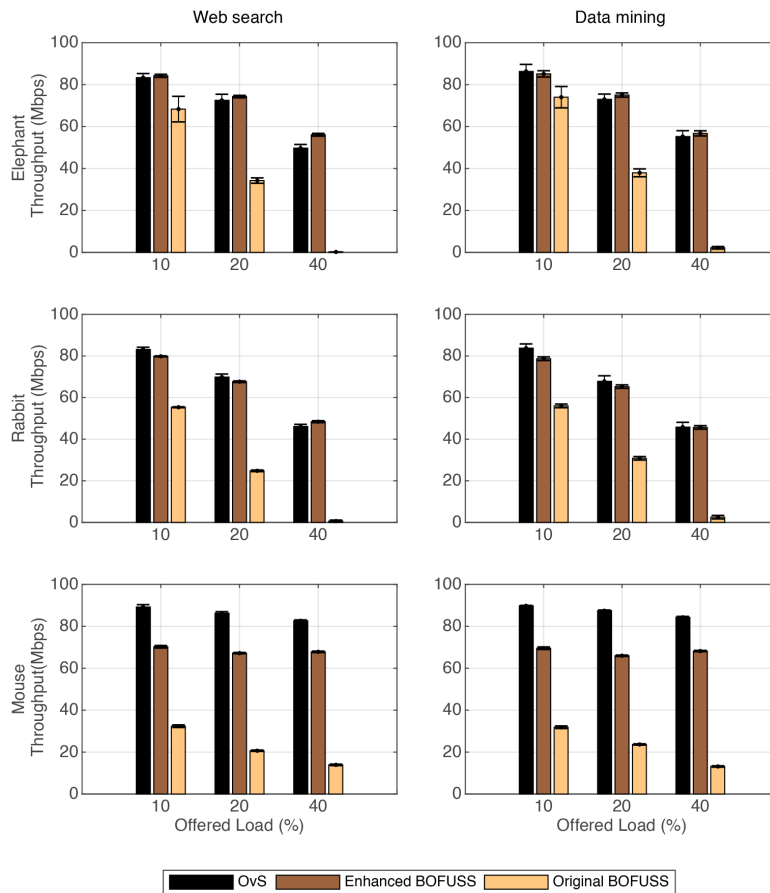 Web search
Data mining
Elephant
Throughput (Mbps)
100
80
60
40
20
0
10 20 40
100
80
60
40
20
0
10 20 40
Rabbit
Throughput (Mbps)
100
80
60
40
20
0
10 20 40
100
80
60
40
20
0
10 20 40
Mouse
Throughput(Mbps)
100
80
60
40
20
0
10 20 40
Offered Load (%)
100
80
60
40
20
0
10 20 40
Offered Load (%)
OvS Enhanced BOFUSS Original BOFUSS